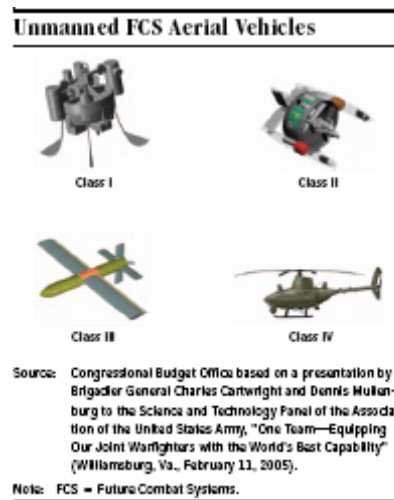 Unmanned FCS Aerial Vehicles
Class I
Class II
Class III
Class IV
Source: Congressional Budget Office based on a presentation by
Brigadier General Charles Cartwright and Dennis Muilen-
burg to the Science and Technology Panel of the Associa-
tion of the United States Army, "One Team—Equipping
Our Joint Warfighters with the World's Best Capability"
(Williamsburg, Va., February 11, 2005).
Note: FCS = Future Combat Systems.